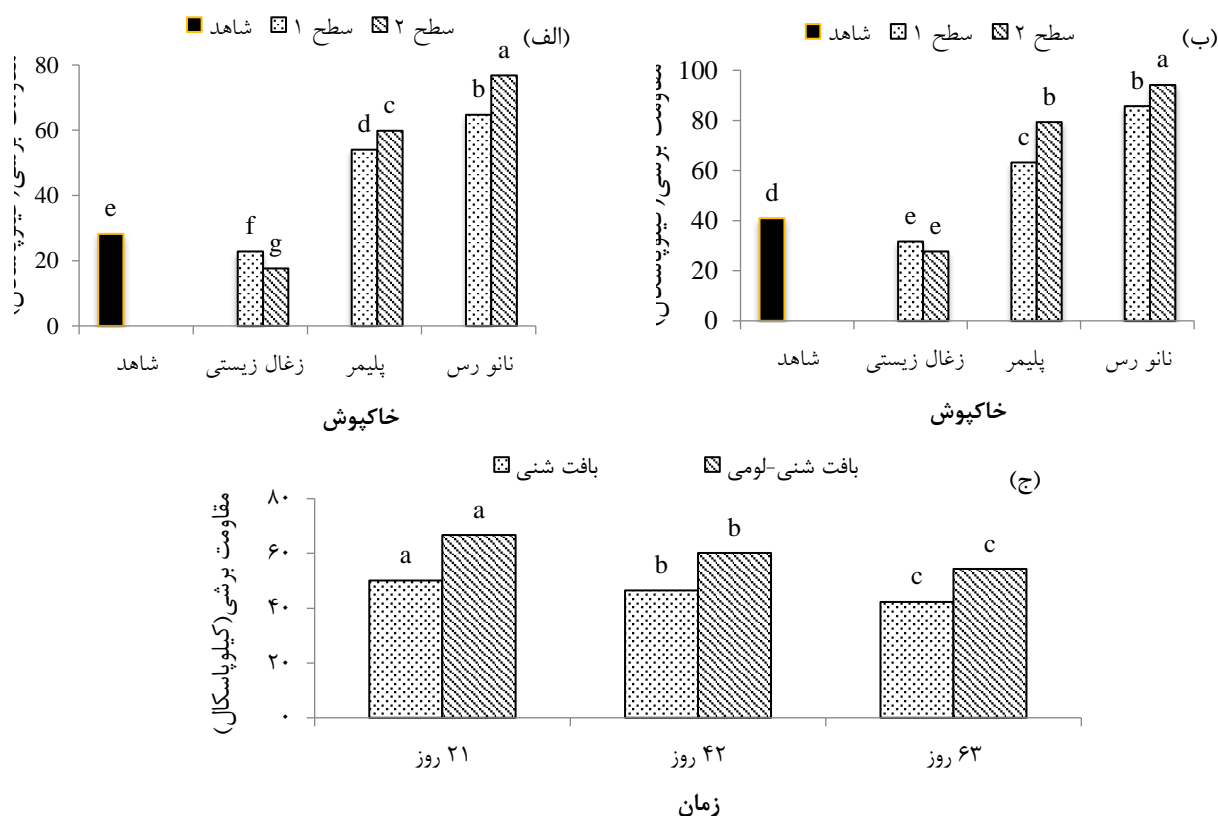 (الف)
شاهد سطح ۱ سطح ۲
80
60
40
20
0
e
f
g
d
c
b
a
شاهد
زغال زیستی
پلیمر
نانو رس
خاکپوش
(ب)
شاهد سطح ۱ سطح ۲
100
80
60
40
20
0
d
e
e
c
b
b
a
شاهد
زغال زیستی
پلیمر
نانو رس
خاکپوش
(ج)
بافت شنی بافت شنی-لومی
مقاومت برشی(کیلوپاسکال)
۸۰
۶۰
۴۰
۲۰
۰
a
a
b
b
c
c
۲۱ روز
۴۲ روز
۶۳ روز
زمان